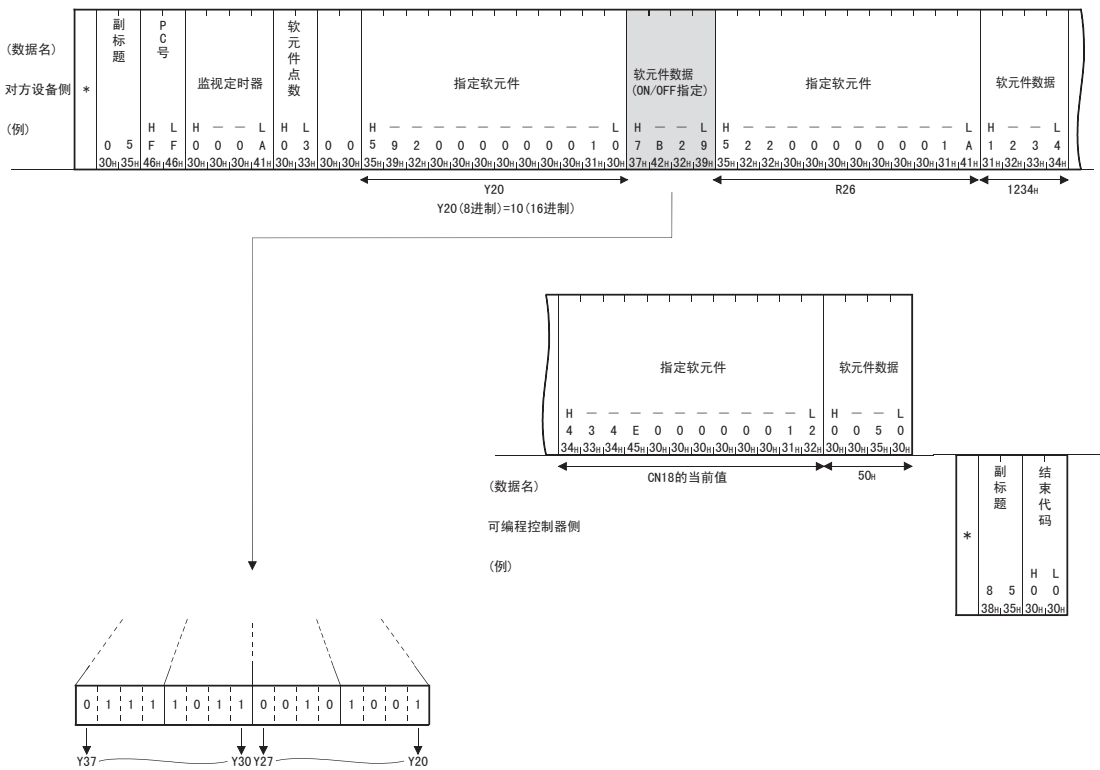 (数据名)
对方设备侧
(例)
*
副标题
0 5
30H 35H
PC号
H L
F F
46H 46H
监视定时器
H — — L
0 0 0 A
30H 30H 30H 41H
软元件点数
H L
0 3
30H 33H
0 0
30H 30H
指定软元件
H — — — — — — — — — — L
5 9 2 0 0 0 0 0 0 0 1 0
35H 39H 32H 30H 30H 30H 30H 30H 30H 30H 31H 30H
软元件数据
(ON/OFF指定)
H — — L
7 B 2 9
37H 42H 32H 39H
指定软元件
H — — — — — — — — — — L
5 2 2 0 0 0 0 0 0 0 1 A
35H 32H 32H 30H 30H 30H 30H 30H 30H 30H 31H 41H
软元件数据
H — — L
1 2 3 4
31H 32H 33H 34H
Y20
R26
1234H
Y20(8进制)=10(16进制)
指定软元件
H — — — — — — — — — — L
4 3 4 E 0 0 0 0 0 0 1 2
34H 33H 34H 45H 30H 30H 30H 30H 30H 30H 31H 32H
软元件数据
H — — L
0 0 5 0
30H 30H 35H 30H
CN18的当前值
50H
(数据名)
可编程控制器侧
(例)
*
副标题
8 5
38H 35H
结束代码
H L
0 0
30H 30H
0 1 1 1 1 0 1 1 0 0 1 0 1 0 0 1
Y37 Y30 Y27 Y20